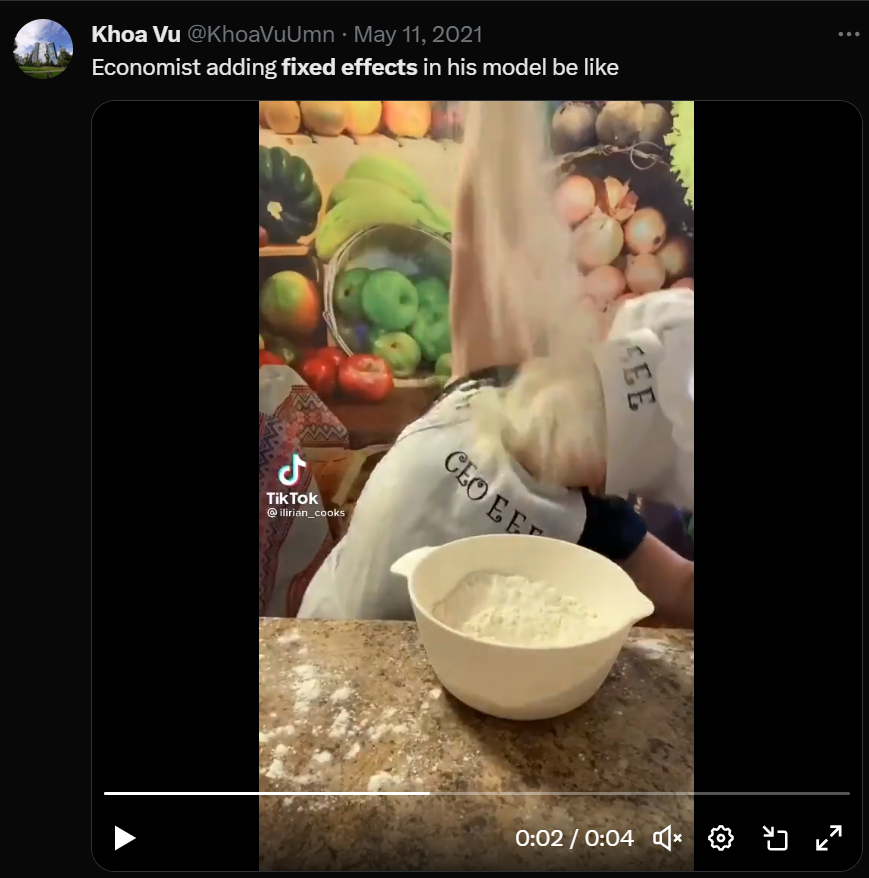 Khoa Vu @KhoaVuUmn · May 11, 2021
Economist adding fixed effects in his model be like
EEE
CEO EEE
TikTok
@ilirian_cooks
0:02 / 0:04